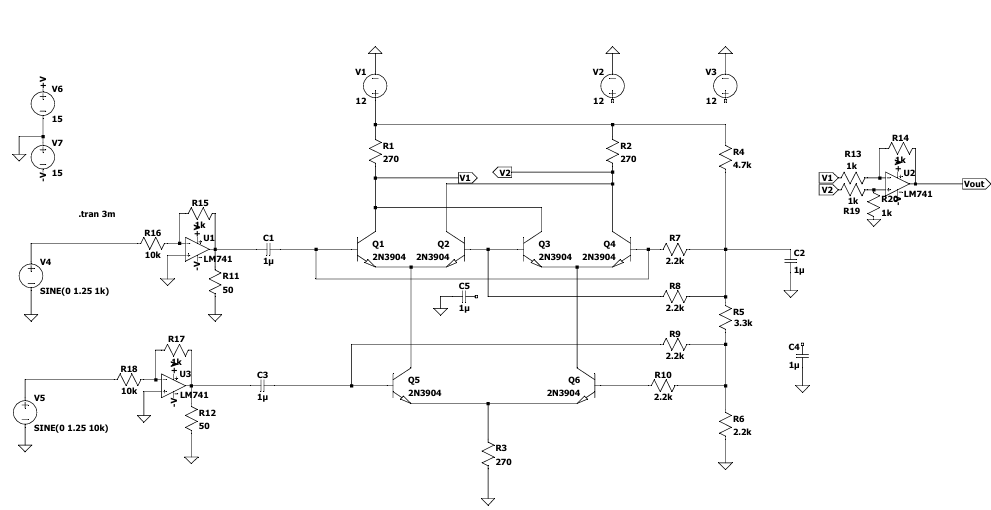 V1
12
V2
12
V3
12
+V
V6
15
V7
15
-V
R1
270
R2
270
R4
4.7k
V1
V2
R14
1k
R13
1k
V1
V2
U2
LM741
+V
-V
1k
R19
R20
1k
Vout
.tran 3m
R15
1k
R16
10k
+V
U1
-V
LM741
C1
1µ
R11
50
V4
SINE(0 1.25 1k)
Q1
2N3904
Q2
2N3904
Q3
2N3904
Q4
2N3904
R7
2.2k
C2
1µ
C5
1µ
R8
2.2k
R5
3.3k
R9
2.2k
C4
1µ
R17
1k
R18
10k
+V
U3
-V
LM741
C3
1µ
R12
50
V5
SINE(0 1.25 10k)
Q5
2N3904
Q6
2N3904
R10
2.2k
R6
2.2k
R3
270